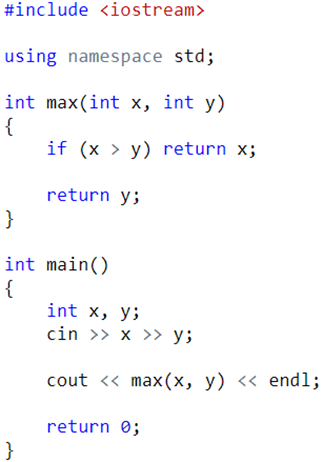 #include <iostream>
using namespace std;
int max(int x, int y)
{
    if (x > y) return x;
    return y;
}
int main()
{
    int x, y;
    cin >> x >> y;
    cout << max(x, y) << endl;
    return 0;
}